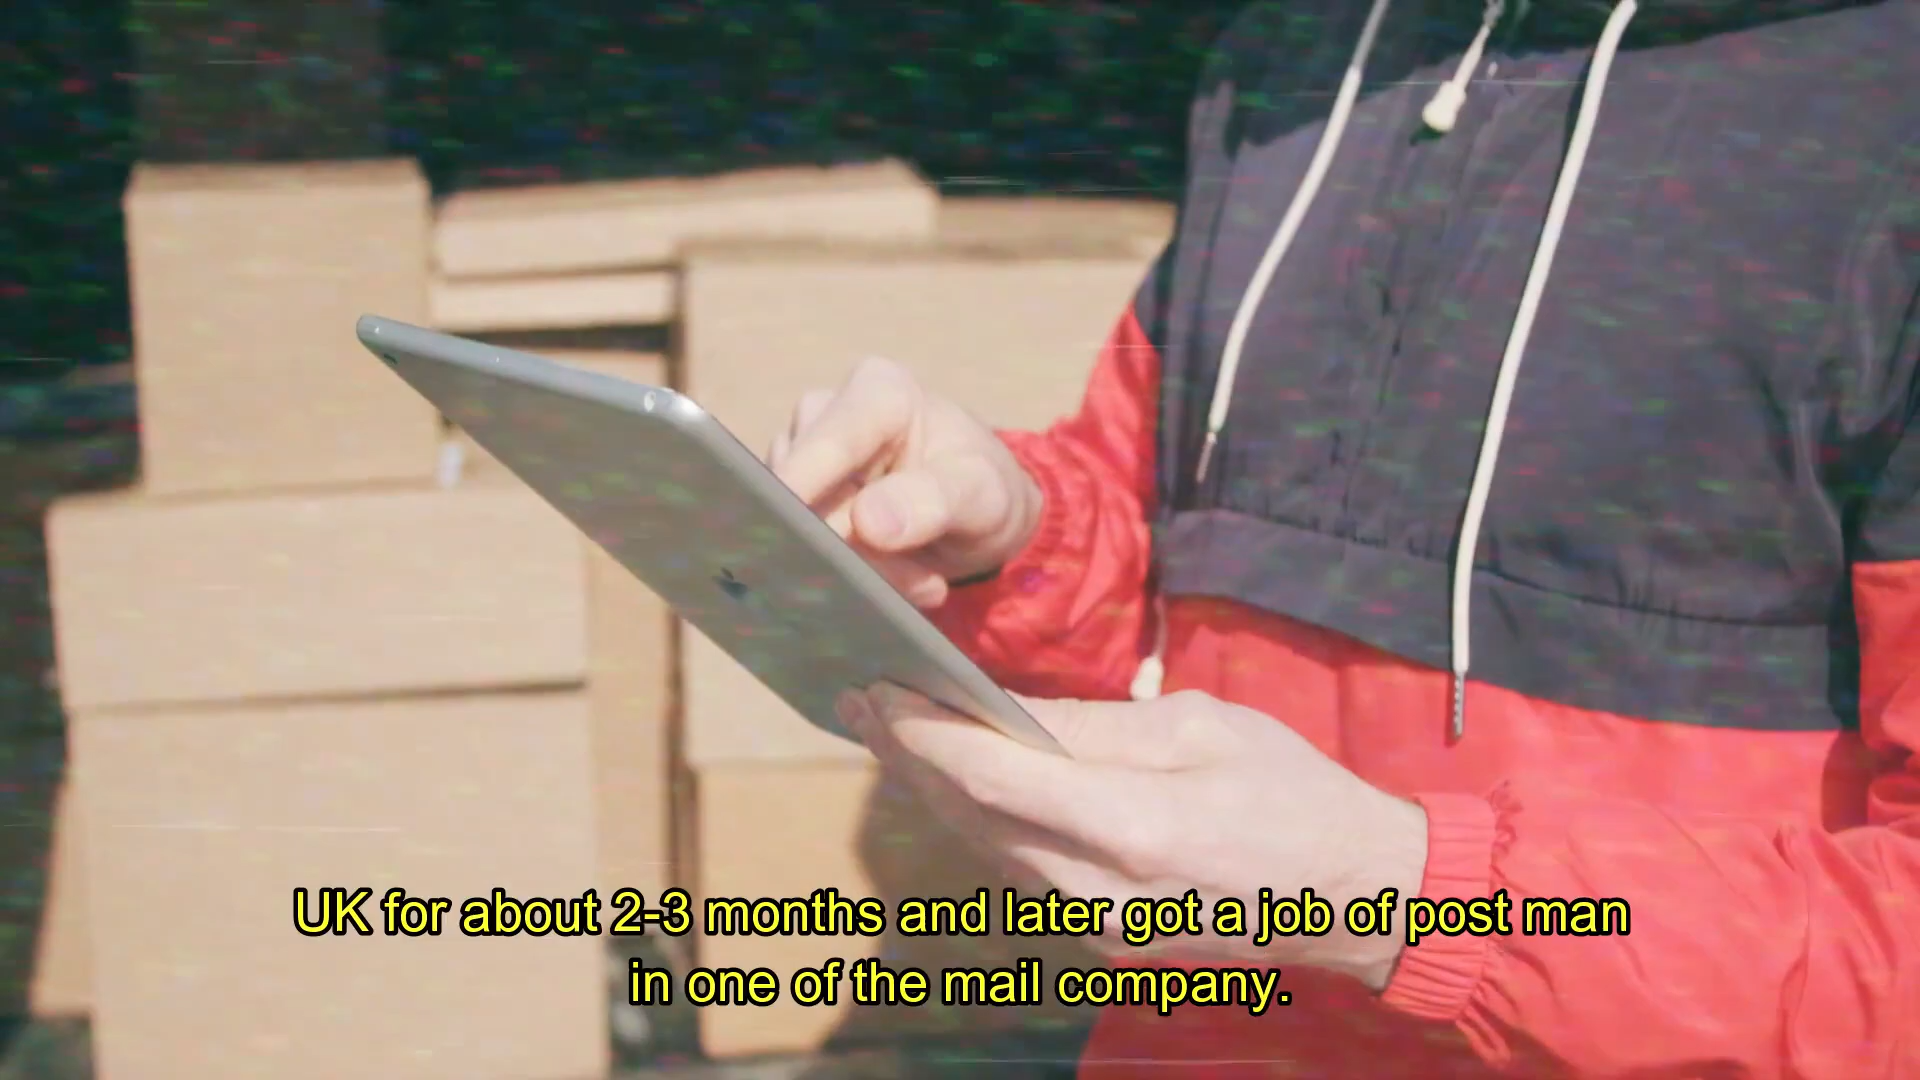 UK for about 2-3 months and later got a job of post man
in one of the mail company.